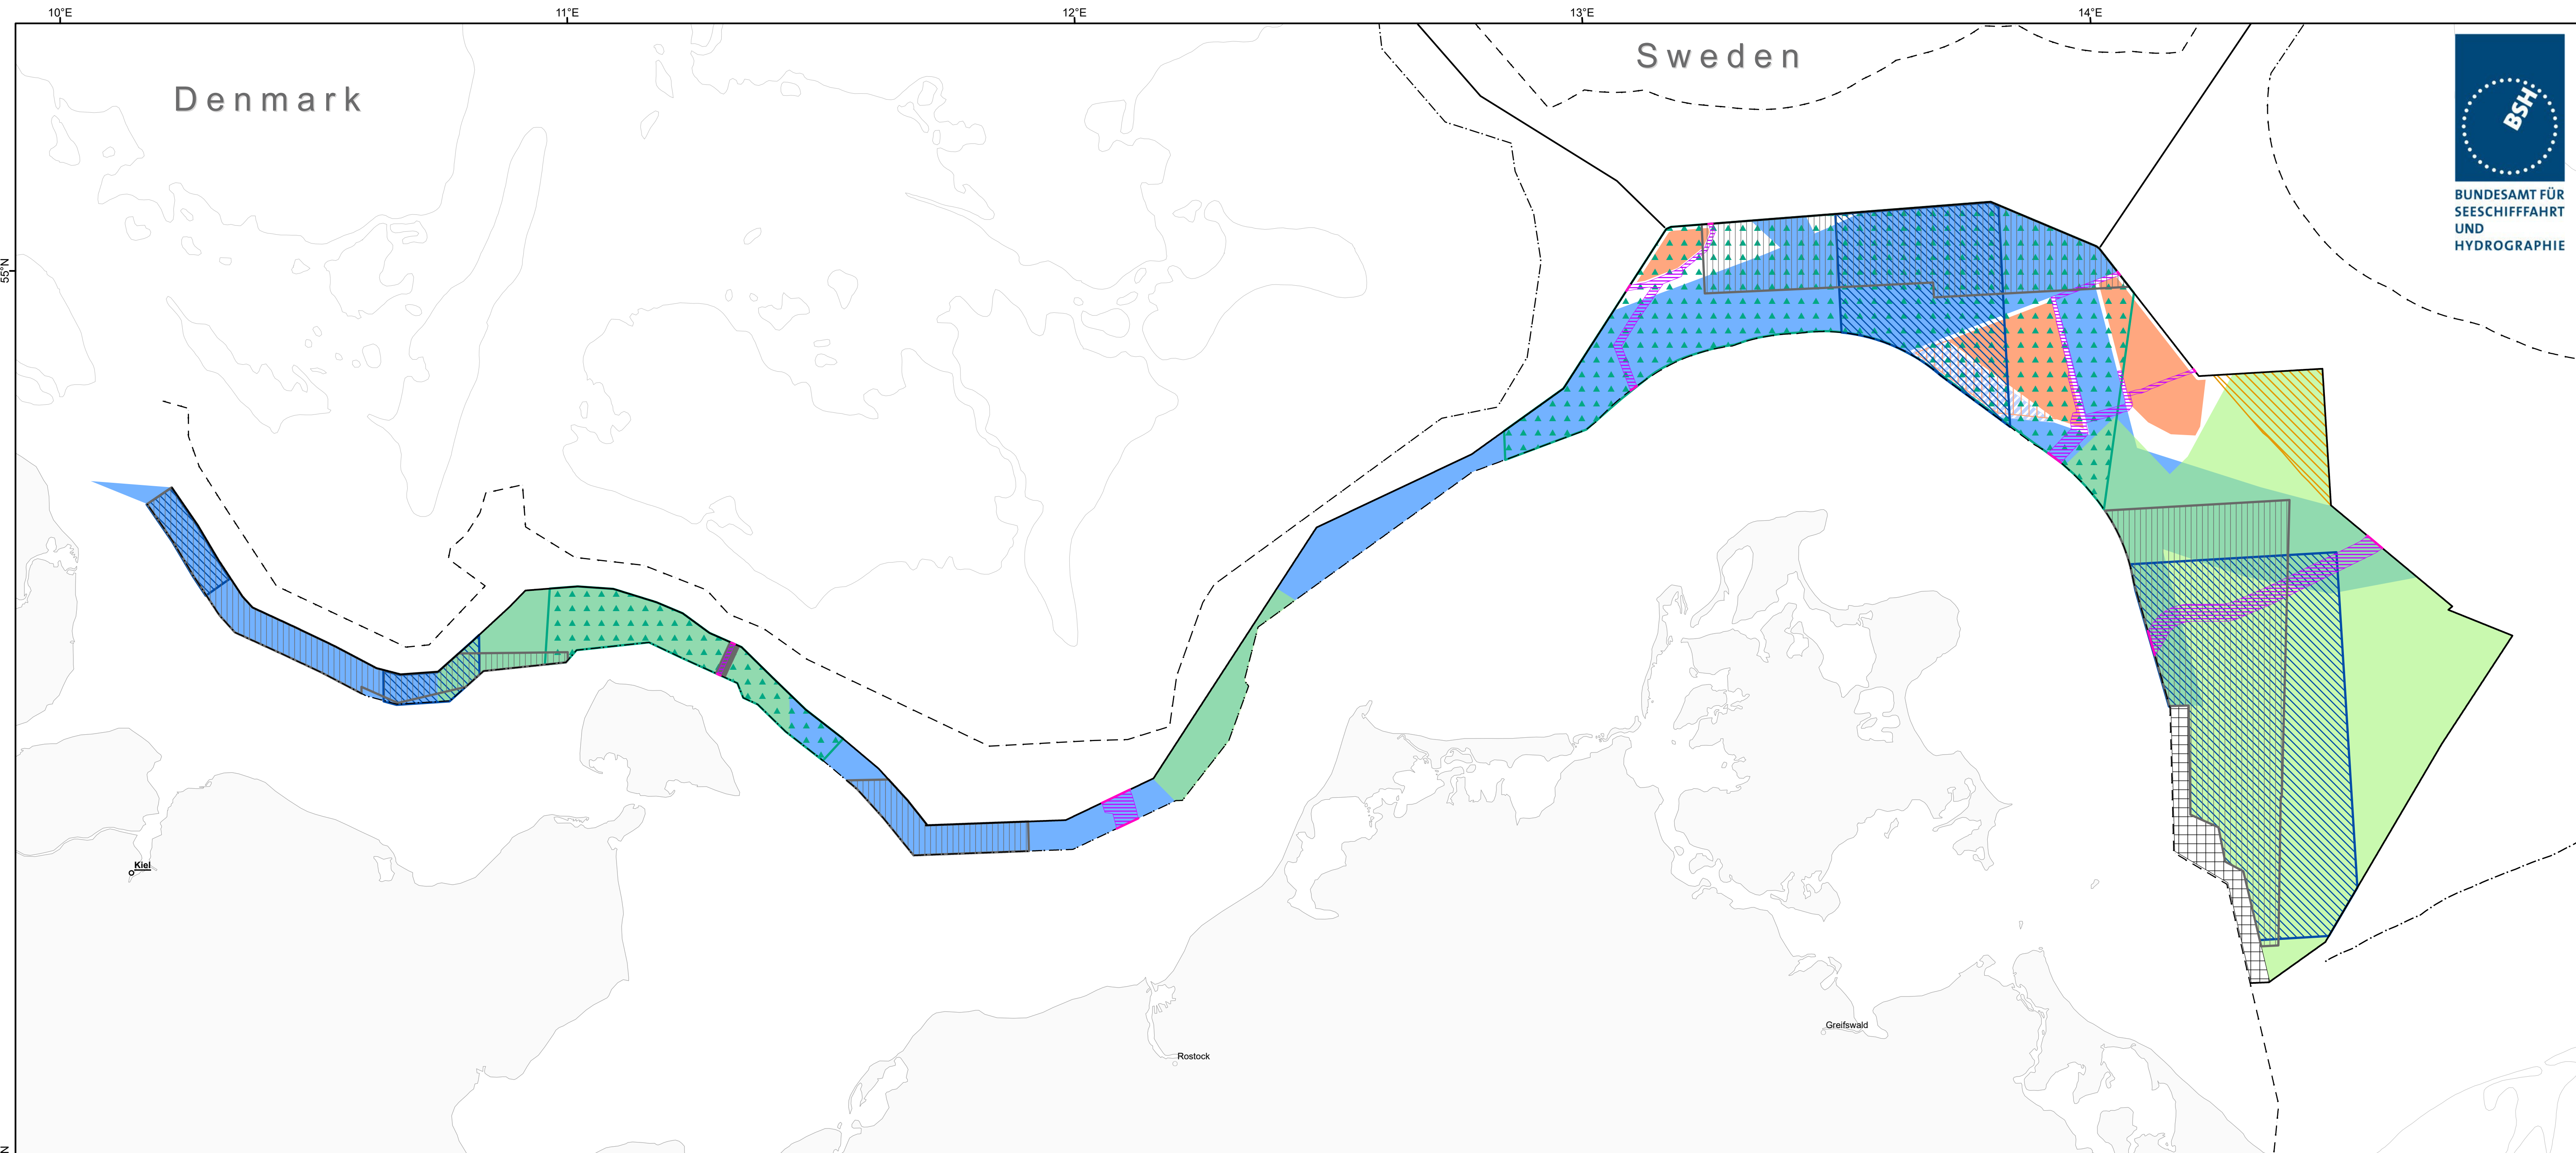 10°E 11°E 12°E 13°E 14°E
Sweden
Denmark
BSH
BUNDESAMT FÜR
SEESCHIFFFAHRT
UND
HYDROGRAPHIE
55°N
Kiel
Greifswald
Rostock
N